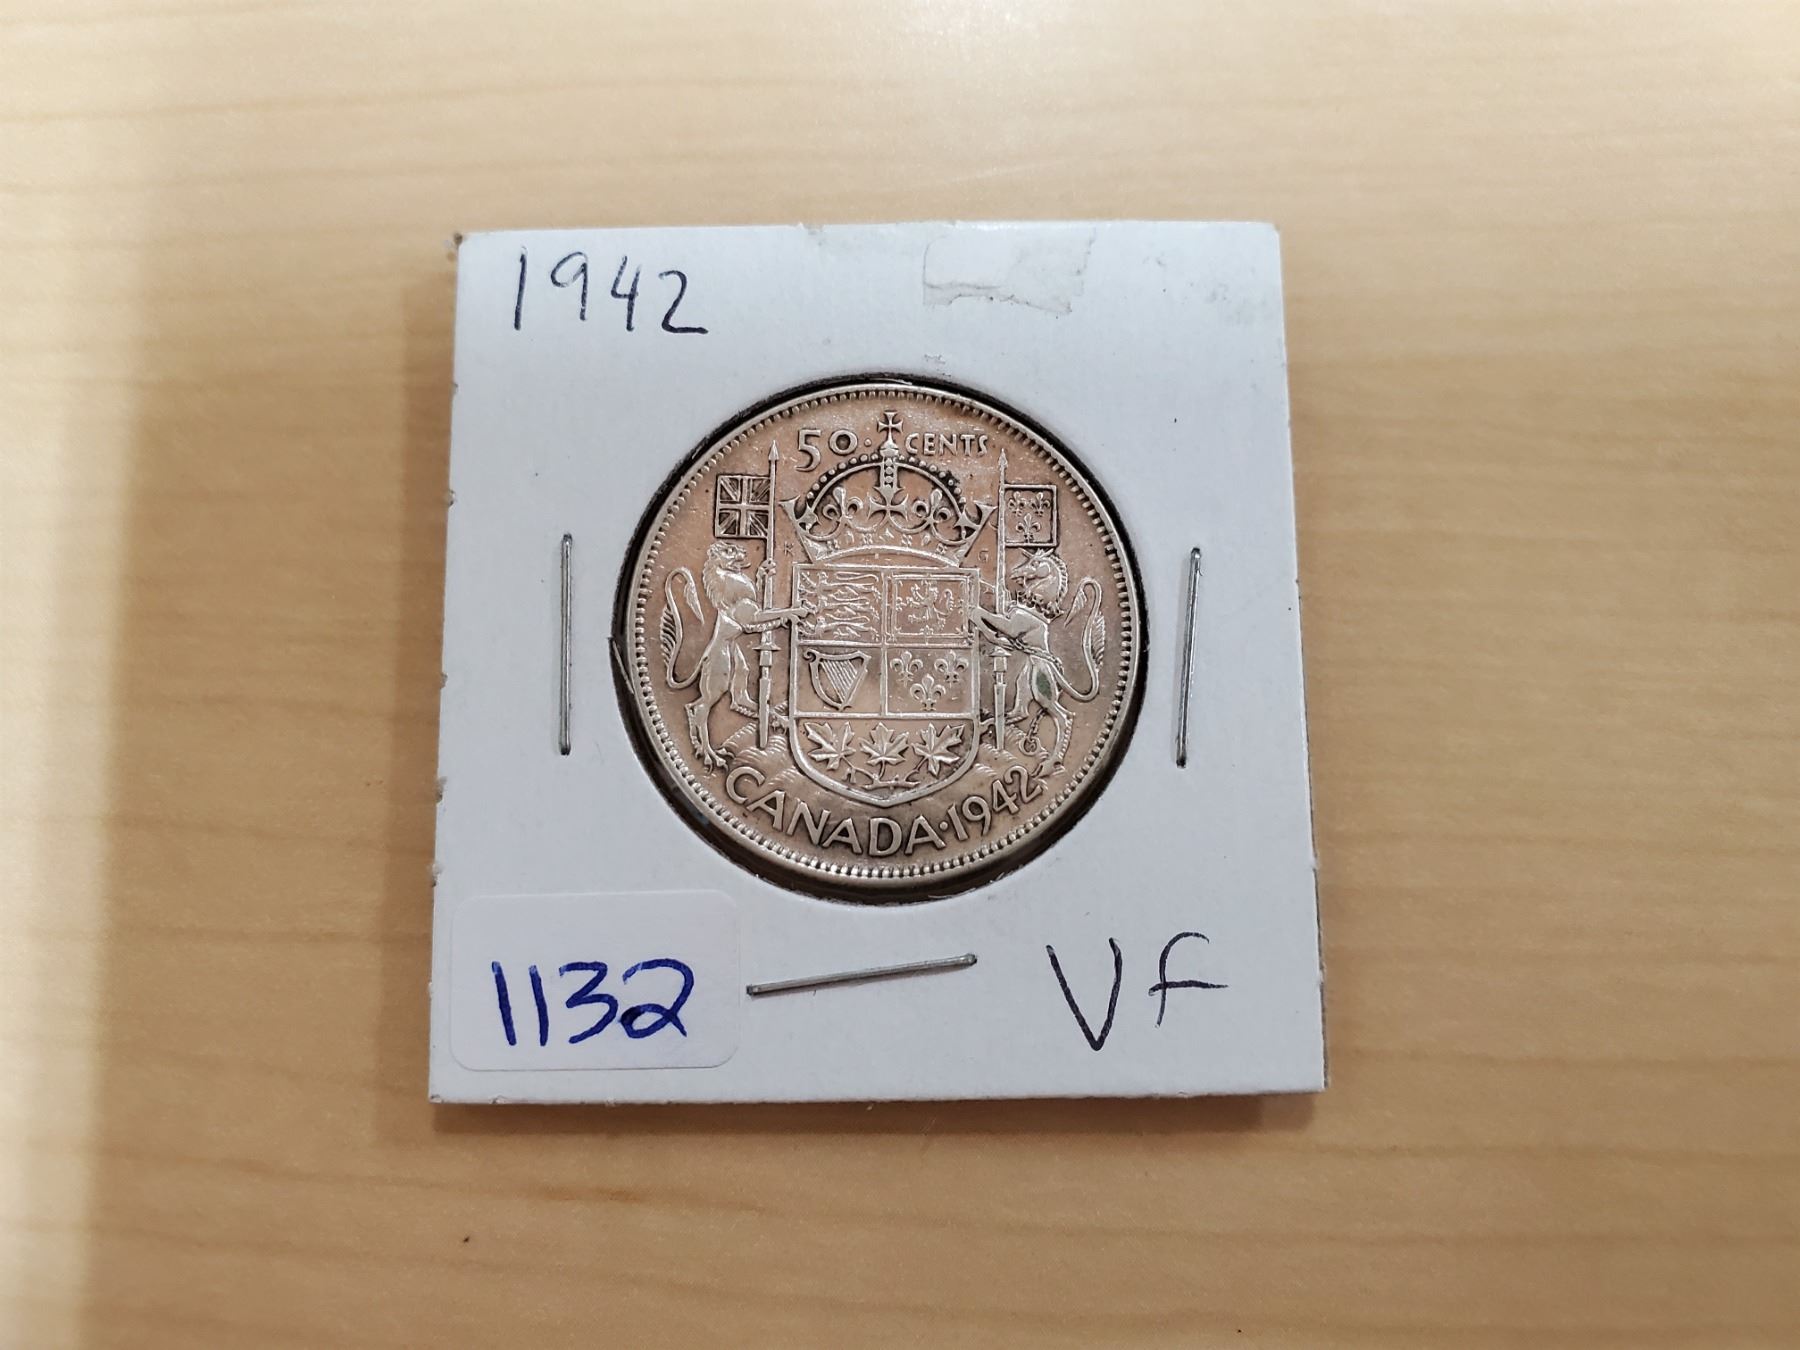 1942
50·CENTS
K G
CANADA·1942
1132
VF